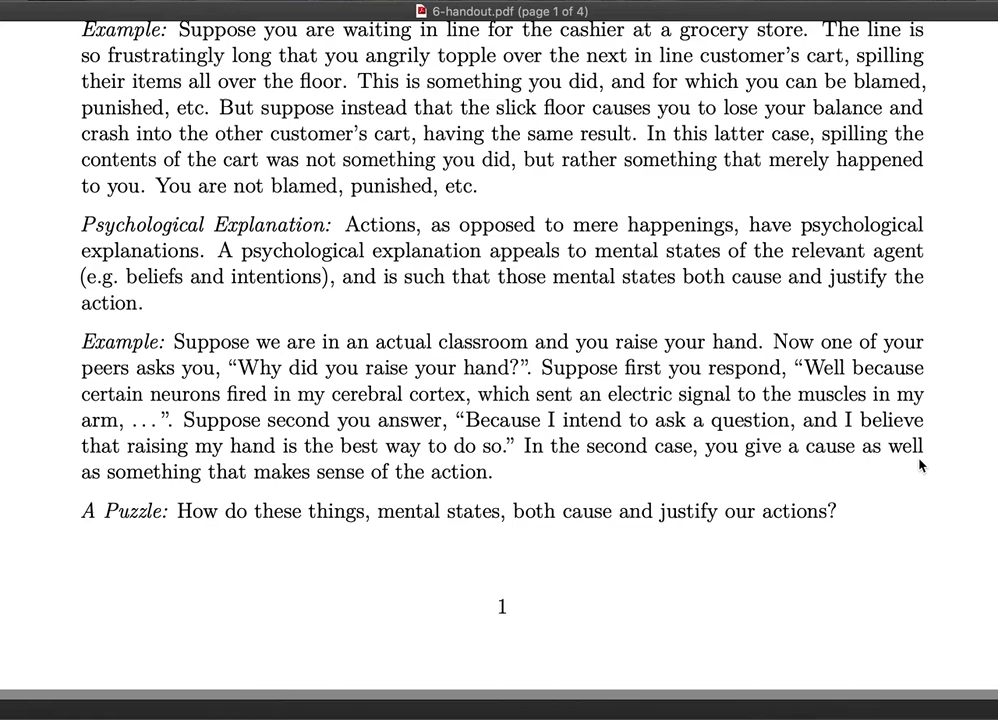 6-handout.pdf (page 1 of 4)
Example: Suppose you are waiting in line for the cashier at a grocery store. The line is
so frustratingly long that you angrily topple over the next in line customer’s cart, spilling
their items all over the floor. This is something you did, and for which you can be blamed,
punished, etc. But suppose instead that the slick floor causes you to lose your balance and
crash into the other customer’s cart, having the same result. In this latter case, spilling the
contents of the cart was not something you did, but rather something that merely happened
to you. You are not blamed, punished, etc.
Psychological Explanation: Actions, as opposed to mere happenings, have psychological
explanations. A psychological explanation appeals to mental states of the relevant agent
(e.g. beliefs and intentions), and is such that those mental states both cause and justify the
action.
Example: Suppose we are in an actual classroom and you raise your hand. Now one of your
peers asks you, “Why did you raise your hand?”. Suppose first you respond, “Well because
certain neurons fired in my cerebral cortex, which sent an electric signal to the muscles in my
arm, . . . ”. Suppose second you answer, “Because I intend to ask a question, and I believe
that raising my hand is the best way to do so.” In the second case, you give a cause as well
as something that makes sense of the action.
A Puzzle: How do these things, mental states, both cause and justify our actions?
1